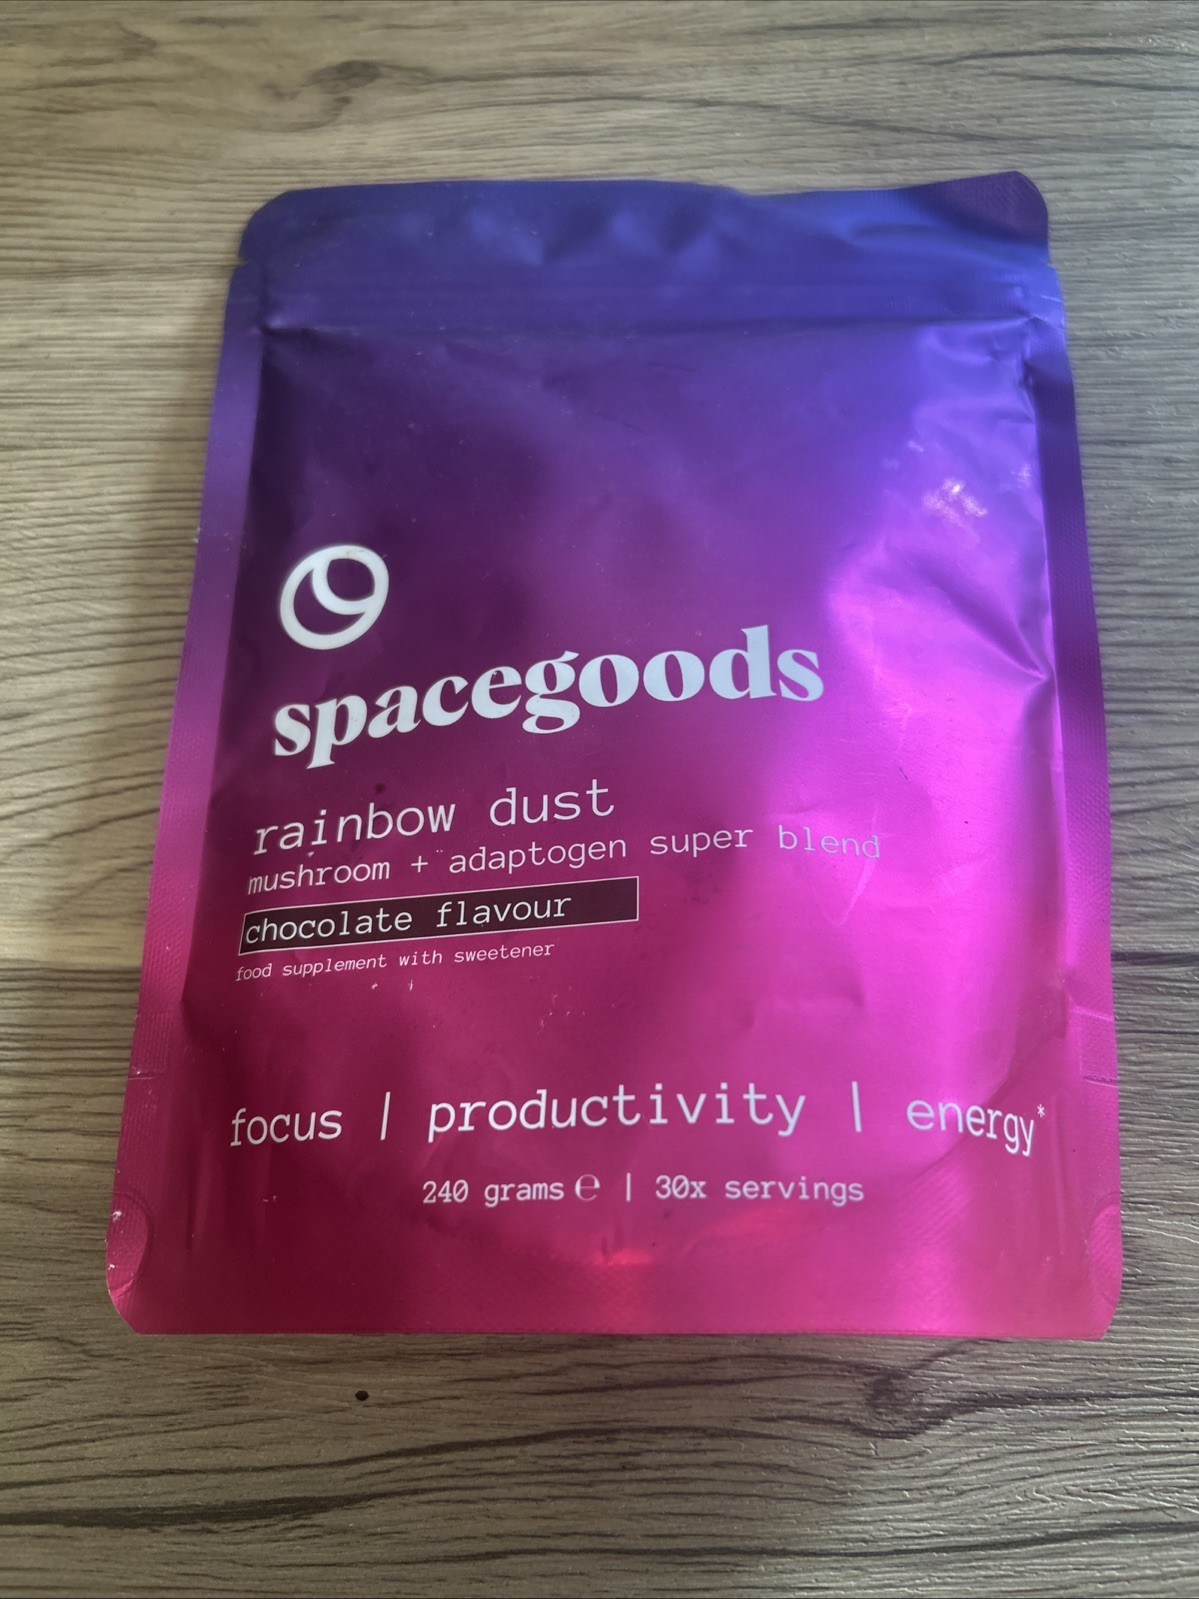 spacegoods
rainbow dust
mushroom + adaptogen super blend
chocolate flavour
food supplement with sweetener
focus | productivity | energy*
240 grams ℮ | 30x servings